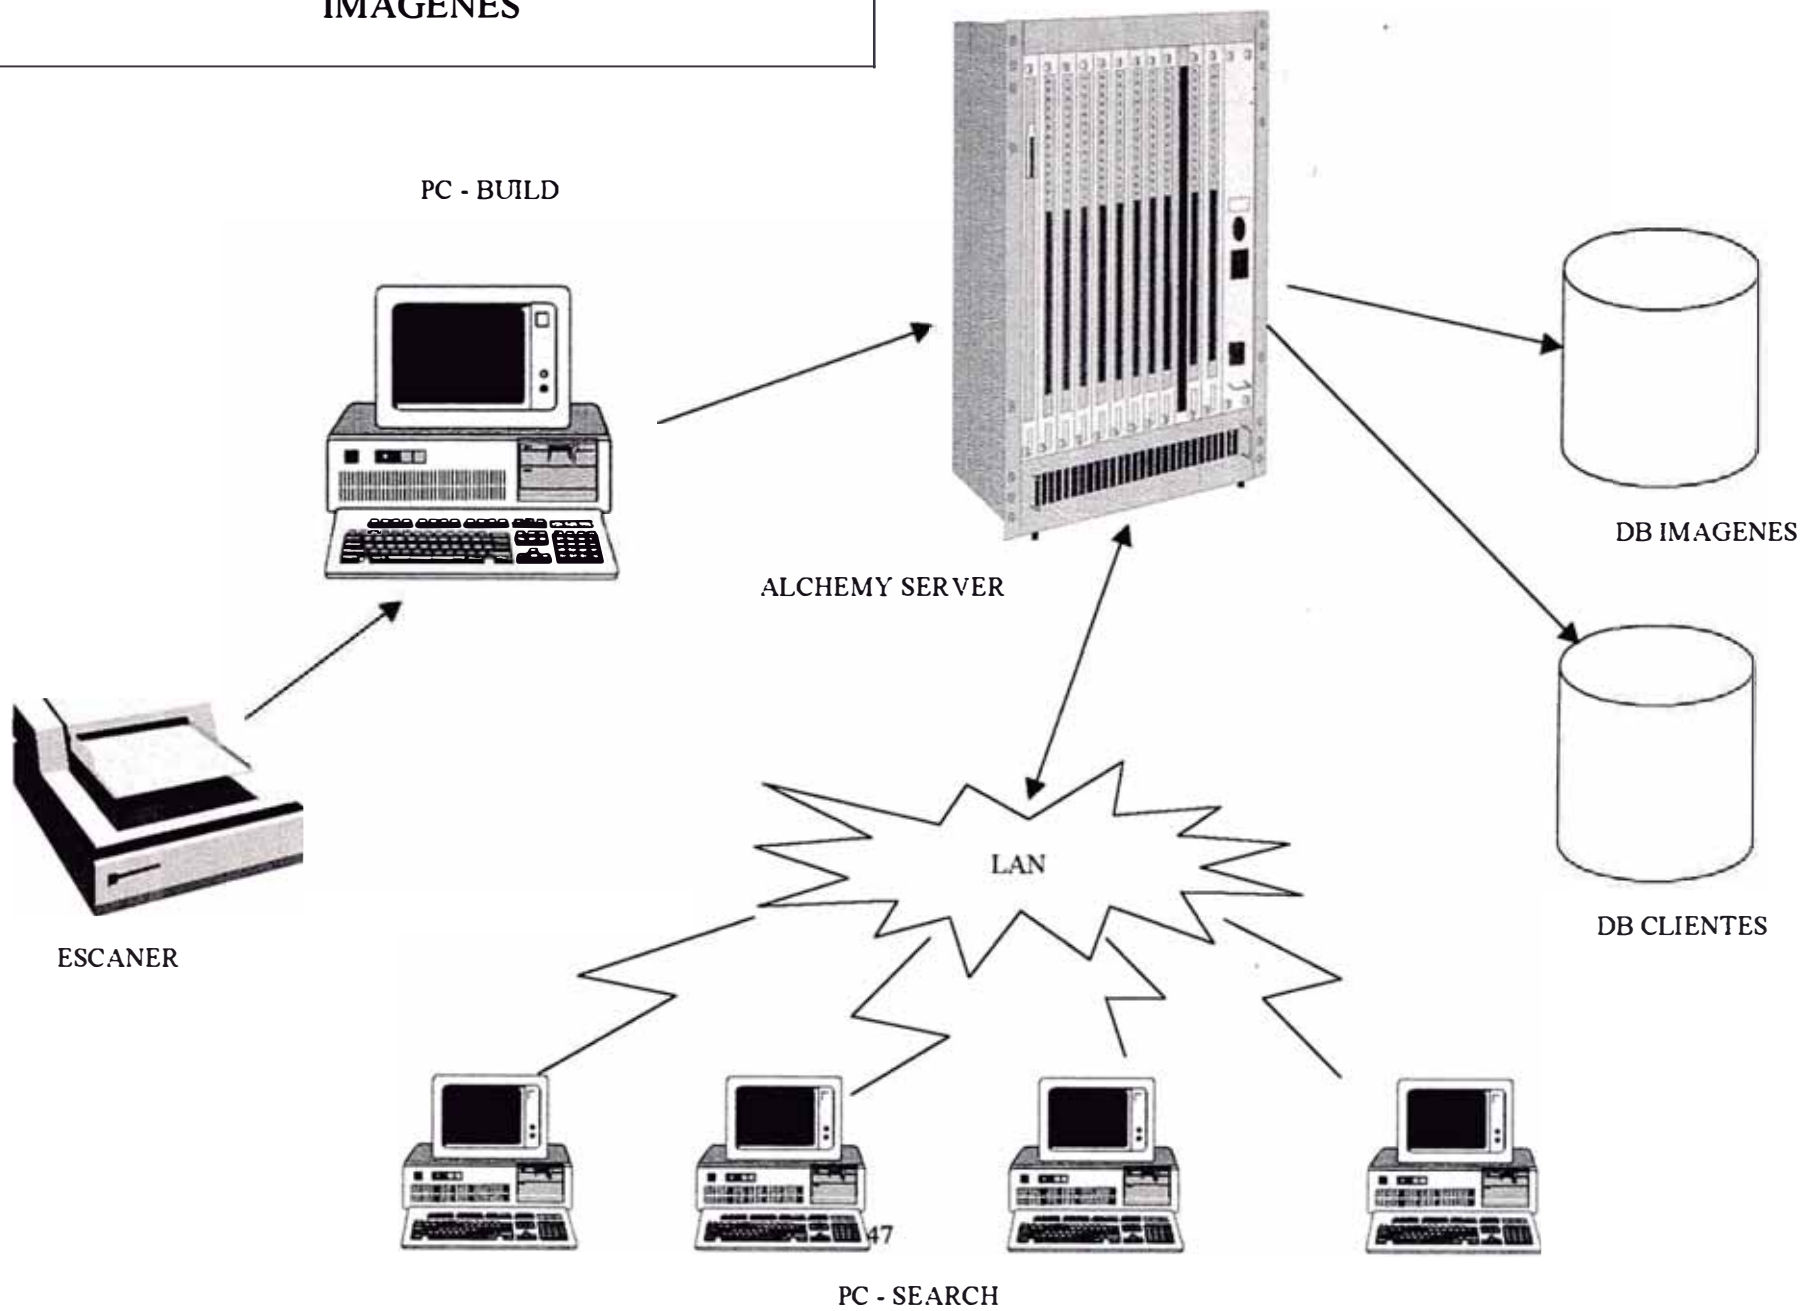 IMAGENES
PC - BUILD
DB IMAGENES
ALCHEMY SERVER
LAN
DB CLIENTES
ESCANER
47
PC - SEARCH